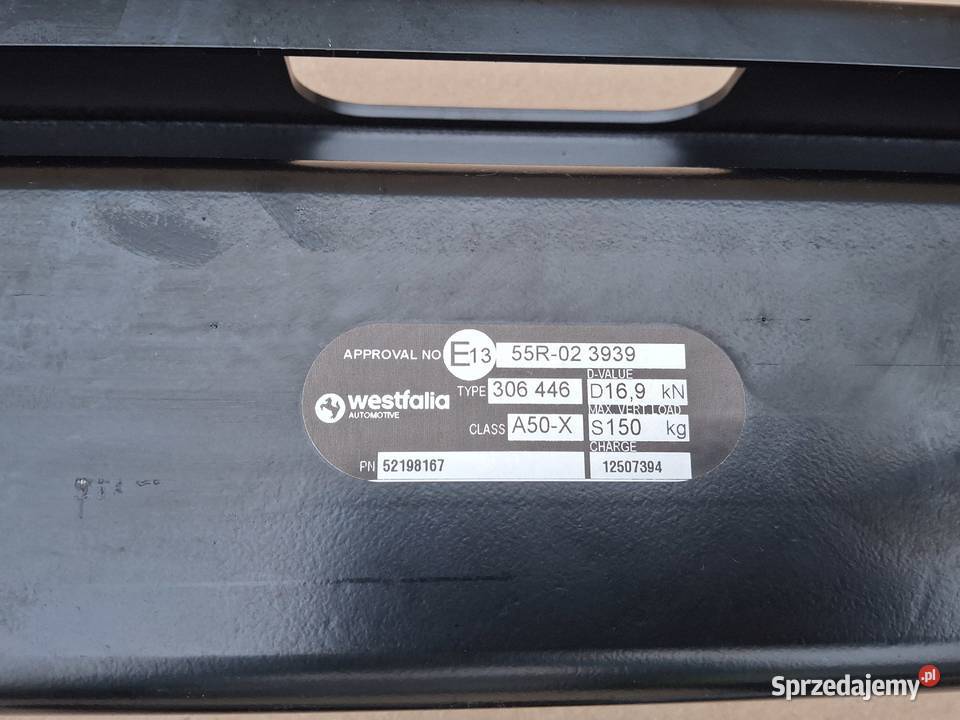 APPROVAL NO E13 55R-02 3939
D-VALUE
TYPE 306 446 D16,9 kN
MAX. VERT. LOAD
westfalia
AUTOMOTIVE
CLASS A50-X S150 kg
CHARGE
PN 52198167 12507394
Sprzedajemy.pl